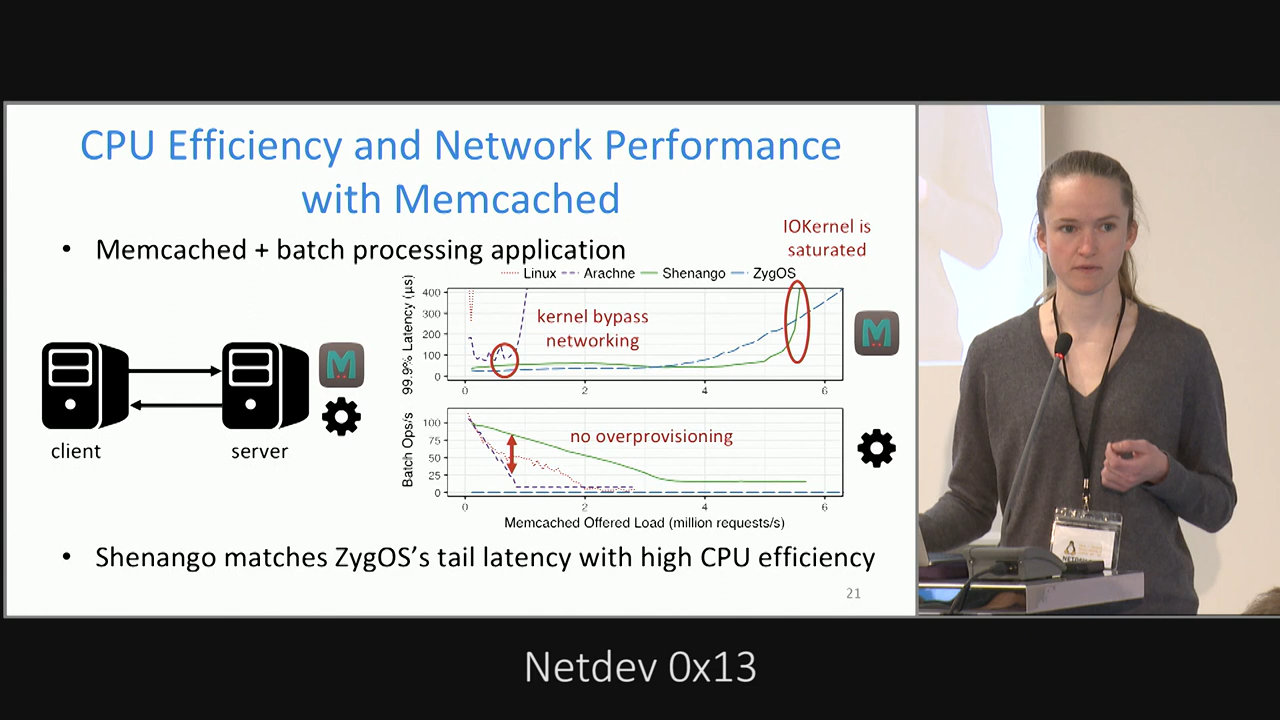 CPU Efficiency and Network Performance
with Memcached
• Memcached + batch processing application
IOKernel is
saturated
Linux Arachne Shenango ZygOS
99.9% Latency (µs)
400
300
200
100
0
kernel bypass
networking
0 2 4 6
M
M
client
server
Batch Ops/s
100
75
50
25
0
no overprovisioning
0 2 4 6
Memcached Offered Load (million requests/s)
• Shenango matches ZygOS's tail latency with high CPU efficiency
21
Netdev 0x13